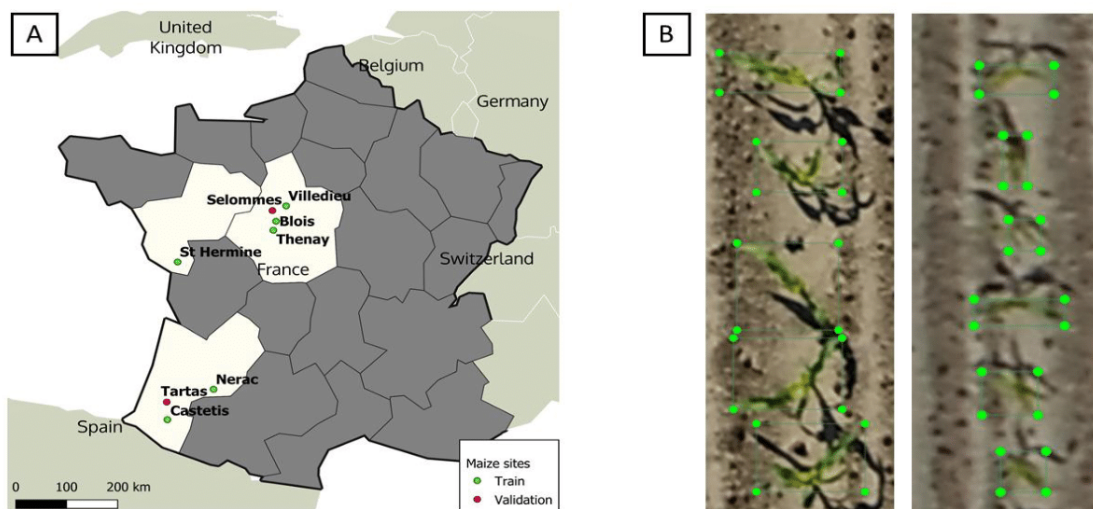 A
United
Kingdom
Belgium
Germany
Selommes
Villedieu
Blois
Thenay
St Hermine
France
Switzerland
Nerac
Tartas
Castetis
Spain
Maize sites
Train
Validation
0 100 200 km
B